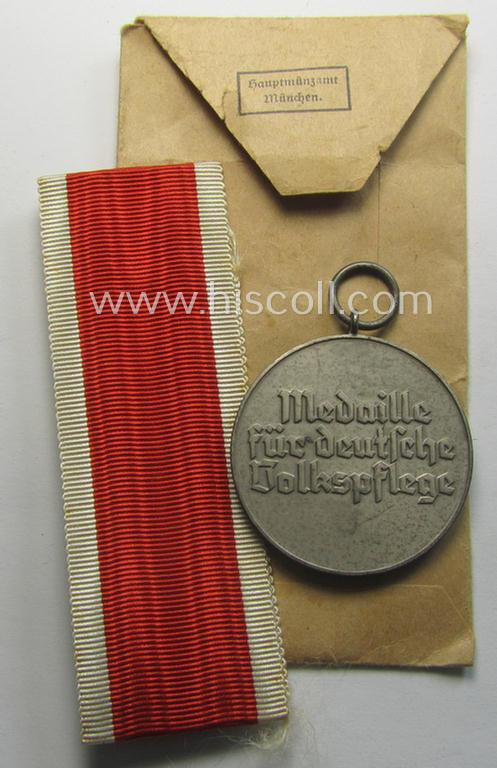 Hauptmünzamt
München.
www.hiscoll.com
Medaille
für deutsche
Volkspflege